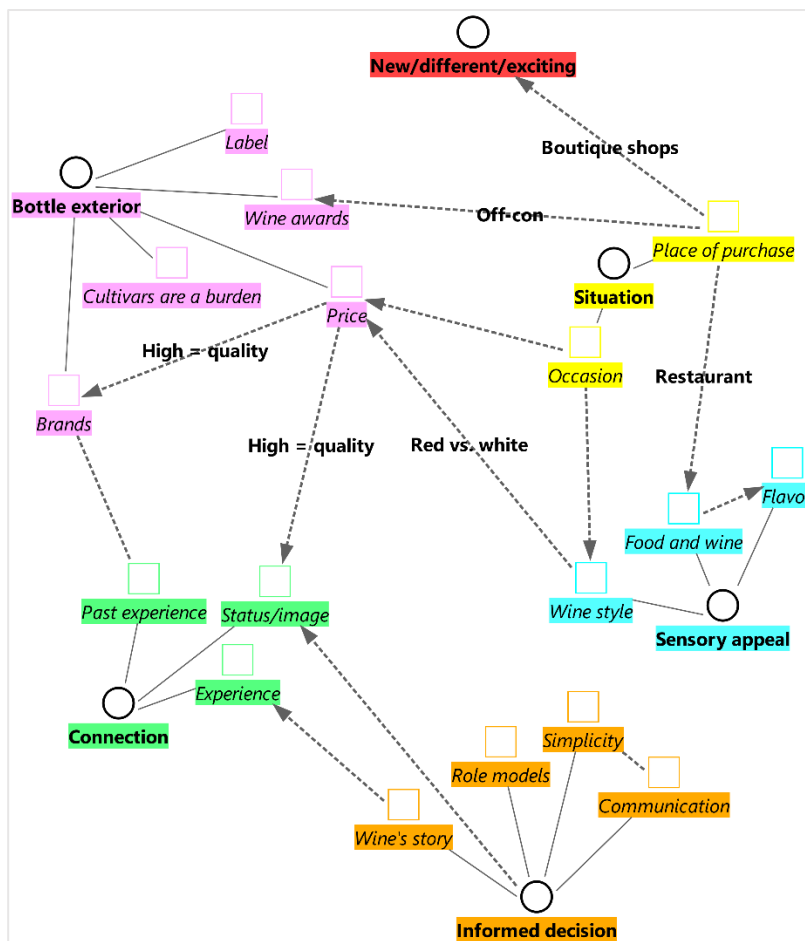 New/different/exciting
Label
Boutique shops
Bottle exterior
Wine awards
Off-con
Place of purchase
Cultivars are a burden
Situation
Price
High = quality
Occasion
Restaurant
Brands
High = quality
Red vs. white
Flavo
Food and wine
Past experience
Status/image
Wine style
Sensory appeal
Experience
Connection
Simplicity
Role models
Communication
Wine's story
Informed decision